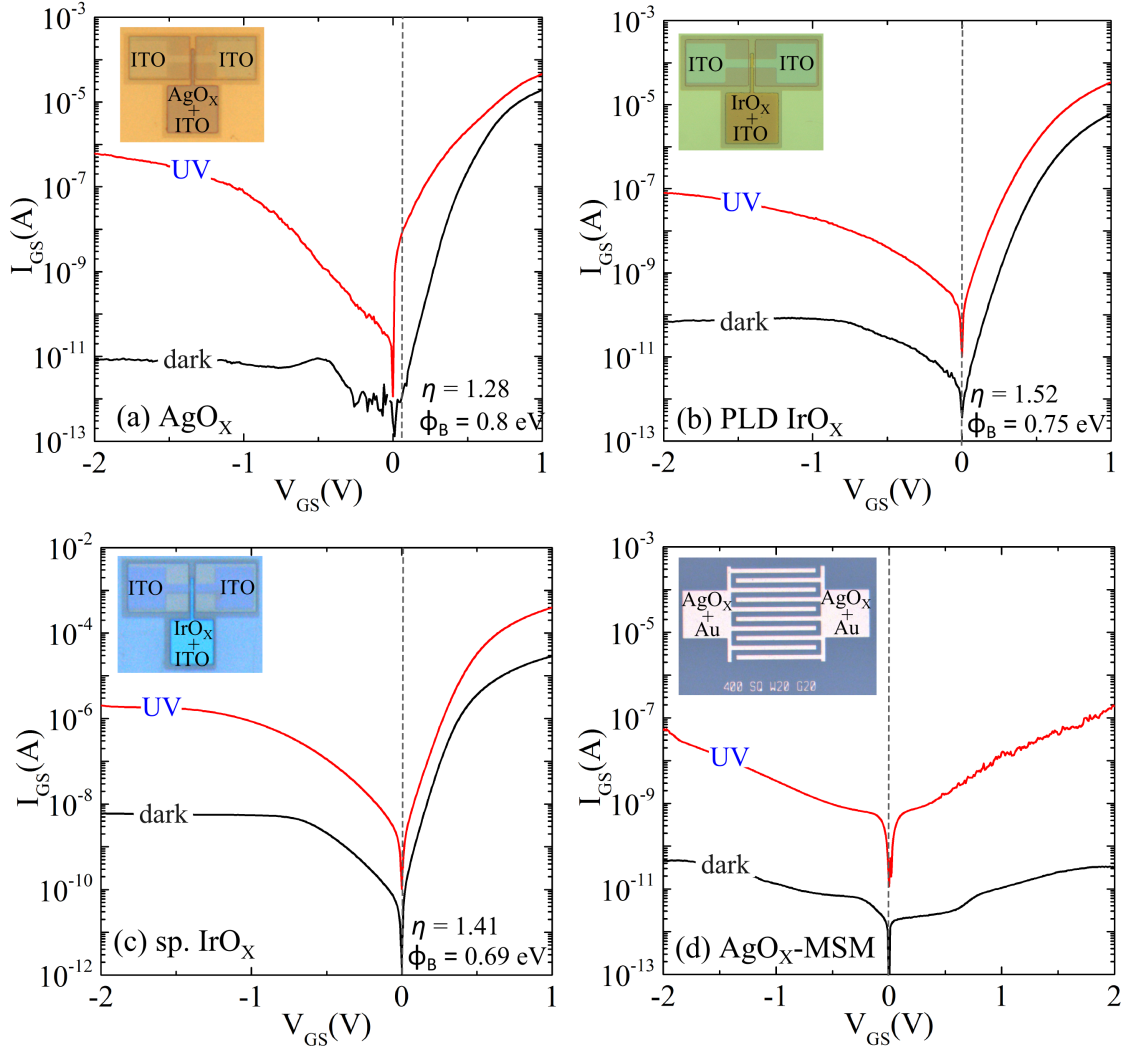 10⁻³
10⁻⁵
10⁻⁷
10⁻⁹
10⁻¹¹
10⁻¹³
I_GS(A)
ITO
ITO
AgO_X
+
ITO
UV
dark
η = 1.28
ϕ_B = 0.8 eV
(a) AgO_X
-2
-1
0
1
V_GS(V)
10⁻³
10⁻⁵
10⁻⁷
10⁻⁹
10⁻¹¹
10⁻¹³
I_GS(A)
ITO
ITO
IrO_X
+
ITO
UV
dark
η = 1.52
ϕ_B = 0.75 eV
(b) PLD IrO_X
-2
-1
0
1
V_GS(V)
10⁻²
10⁻⁴
10⁻⁶
10⁻⁸
10⁻¹⁰
10⁻¹²
I_GS(A)
ITO
ITO
IrO_X
+
ITO
UV
dark
η = 1.41
ϕ_B = 0.69 eV
(c) sp. IrO_X
-2
-1
0
1
V_GS(V)
10⁻³
10⁻⁵
10⁻⁷
10⁻⁹
10⁻¹¹
10⁻¹³
I_GS(A)
AgO_X
+
Au
AgO_X
+
Au
400 SQ W20 G20
UV
dark
(d) AgO_X-MSM
-2
-1
0
1
2
V_GS(V)